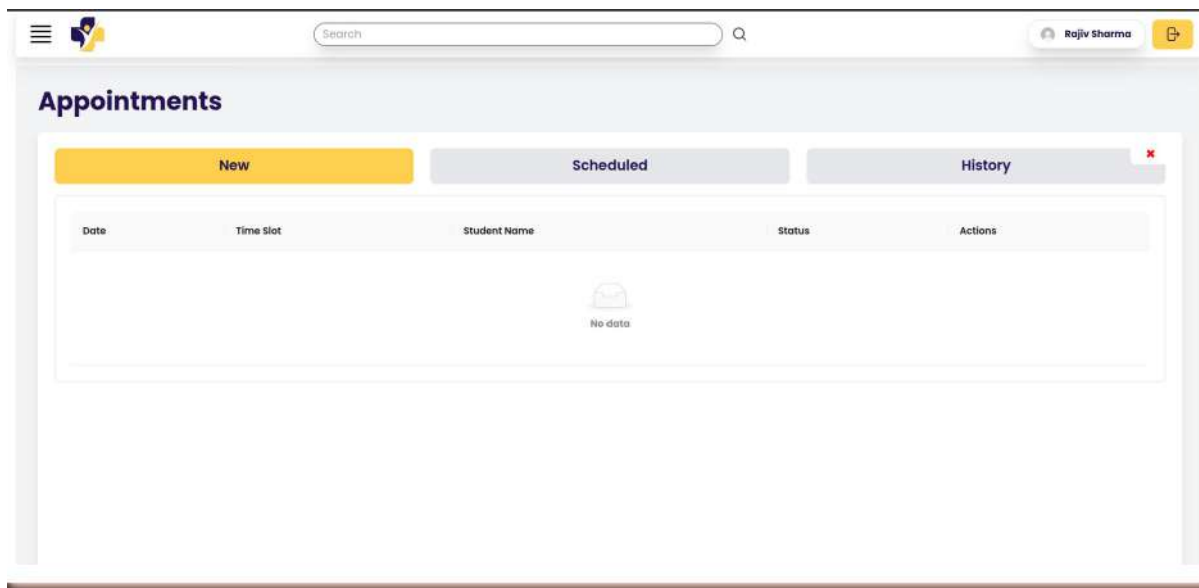 Search
Rajiv Sharma
Appointments
New Scheduled History
Date Time Slot Student Name Status Actions
No data